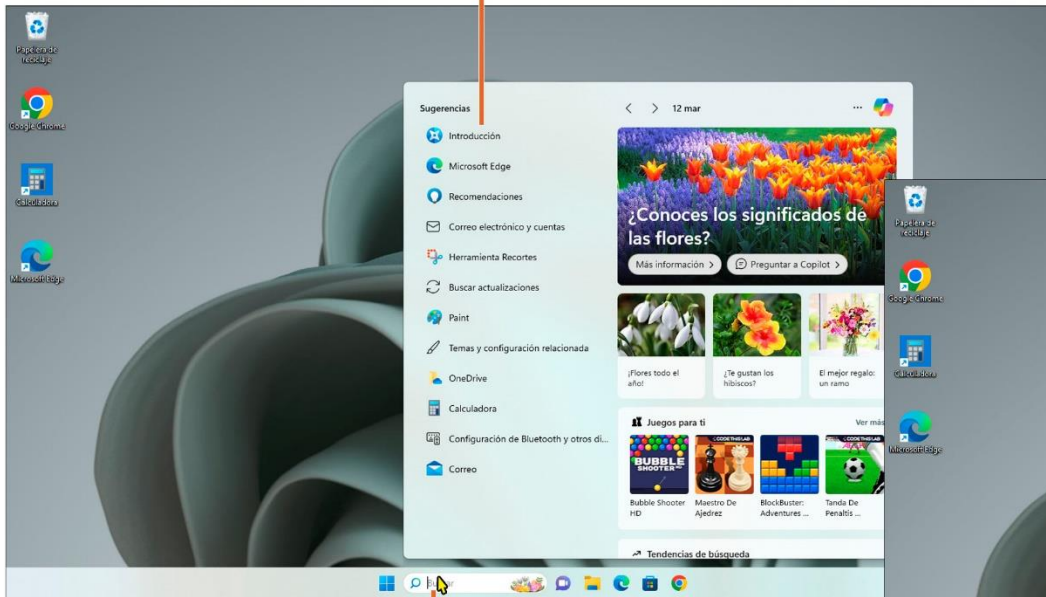 Papelera de
reciclaje
Google Chrome
Calculadora
Microsoft Edge
Sugerencias
Introducción
Microsoft Edge
Recomendaciones
Correo electrónico y cuentas
Herramienta Recortes
Buscar actualizaciones
Paint
Temas y configuración relacionada
OneDrive
Calculadora
Configuración de Bluetooth y otros di...
Correo
12 mar
¿Conoces los significados de
las flores?
Más información
Preguntar a Copilot
¡Flores todo el
año!
¿Te gustan los
hibiscos?
El mejor regalo:
un ramo
Juegos para ti
Ver más
CODETHISLAB
CODETHISLAB
BUBBLE
SHOOTER HD
Bubble Shooter
HD
Maestro De
Ajedrez
BlockBuster:
Adventures ...
Tanda De
Penaltis ...
Tendencias de búsqueda
Papelera de
reciclaje
Google Chrome
Calculadora
Microsoft Edge